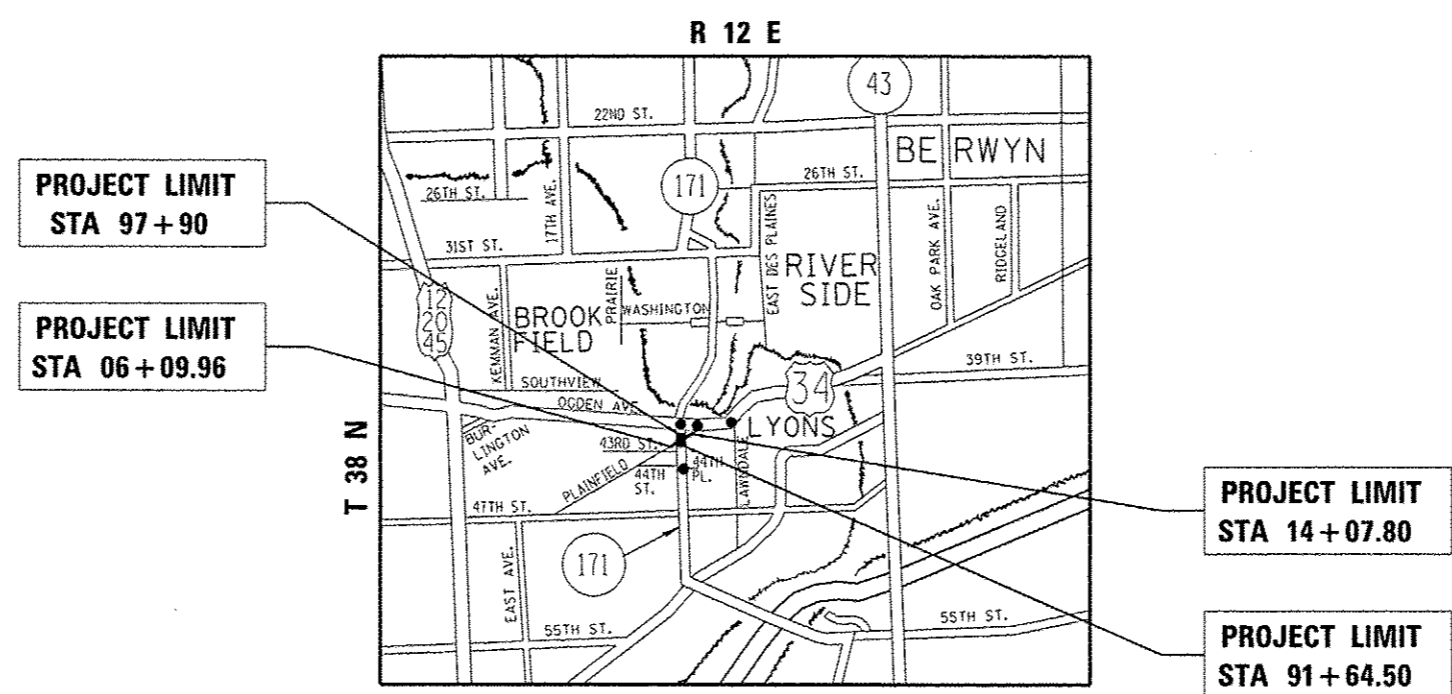 R 12 E
43
22ND ST.
BERWYN
PROJECT LIMIT
STA 97+90
26TH ST.
17TH AVE.
171
26TH ST.
31ST ST.
EAST DES PLAINES
RIVER
SIDE
OAK PARK AVE.
RIDGELAND
PROJECT LIMIT
STA 06+09.96
12
20
45
KEMMAN AVE.
BROOK
FIELD
PRAIRIE
WASHINGTON
39TH ST.
SOUTHVIEW
OGDEN AVE.
34
LYONS
T 38 N
BUR-
LINGTON
AVE.
43RD ST.
PLAINFIELD
44TH
ST.
44TH
PL.
LAWNDALE
47TH ST.
PROJECT LIMIT
STA 14+07.80
171
EAST AVE.
55TH ST.
55TH ST.
PROJECT LIMIT
STA 91+64.50